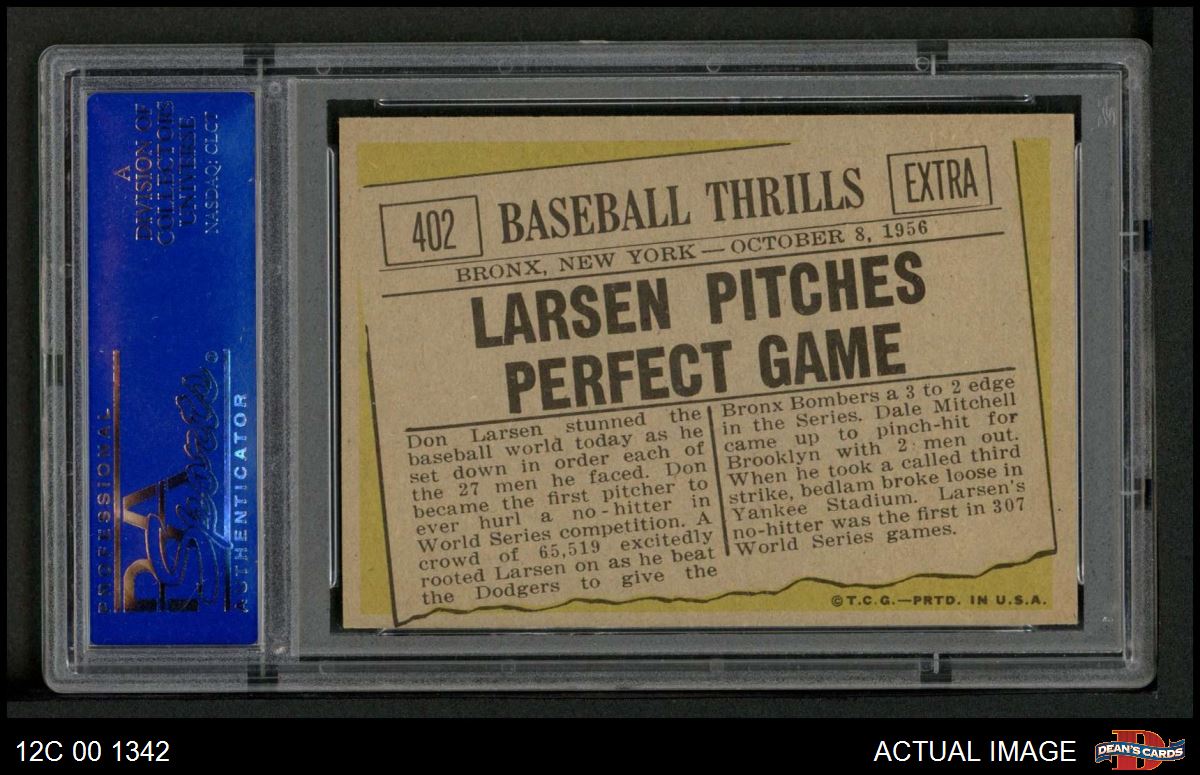 A
DIVISION OF
COLLECTORS
UNIVERSE
NASDAQ: CLCT
PROFESSIONAL
PSA
Sports
®
AUTHENTICATOR
402
BASEBALL THRILLS
EXTRA
BRONX, NEW YORK — OCTOBER 8, 1956
LARSEN PITCHES
PERFECT GAME
Don Larsen stunned the
baseball world today as he
set down in order each of
the 27 men he faced. Don
became the first pitcher to
ever hurl a no-hitter in
World Series competition. A
crowd of 65,519 excitedly
rooted Larsen on as he beat
the Dodgers to give the
Bronx Bombers a 3 to 2 edge
in the Series. Dale Mitchell
came up to pinch-hit for
Brooklyn with 2 men out.
When he took a called third
strike, bedlam broke loose in
Yankee Stadium. Larsen's
no-hitter was the first in 307
World Series games.
©T.C.G.—PRTD. IN U.S.A.
12C 00 1342
ACTUAL IMAGE
D
DEAN'S CARDS